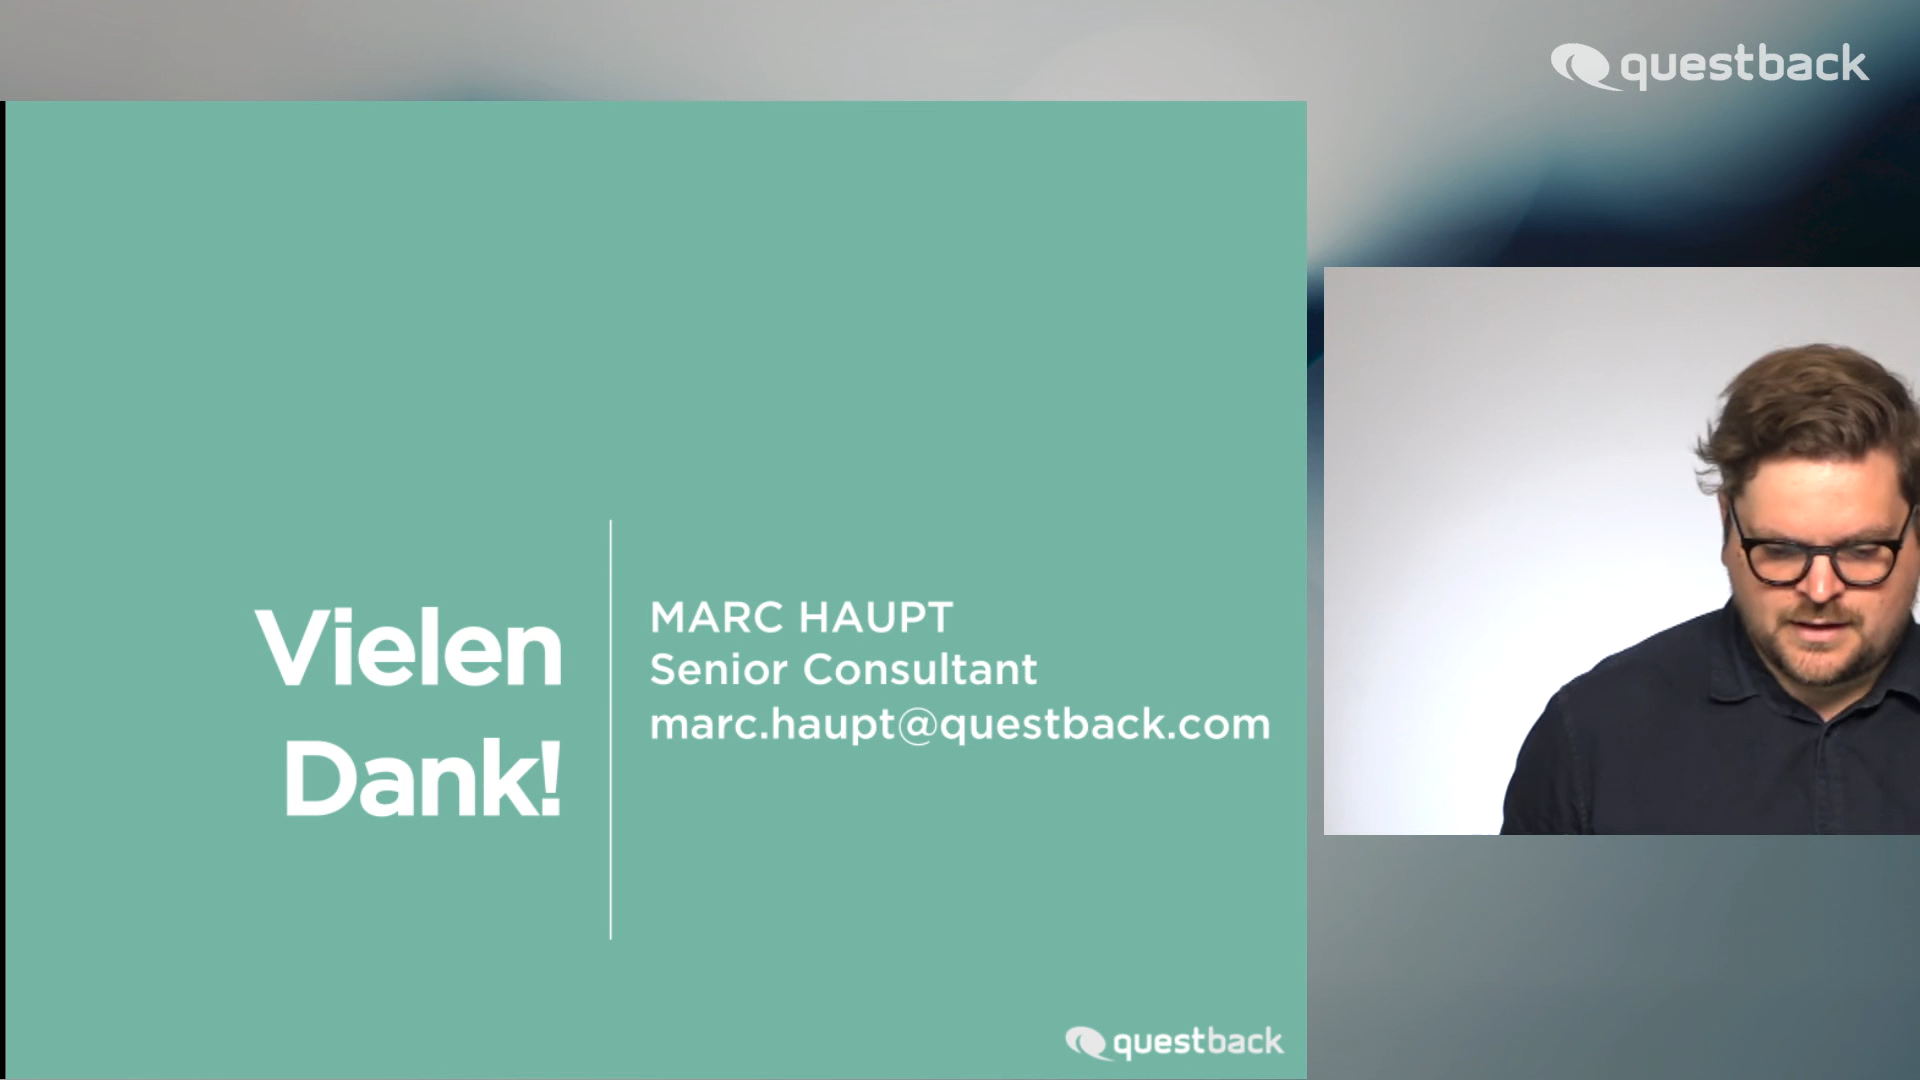 questback
Vielen
Dank!
MARC HAUPT
Senior Consultant
marc.haupt@questback.com
questback